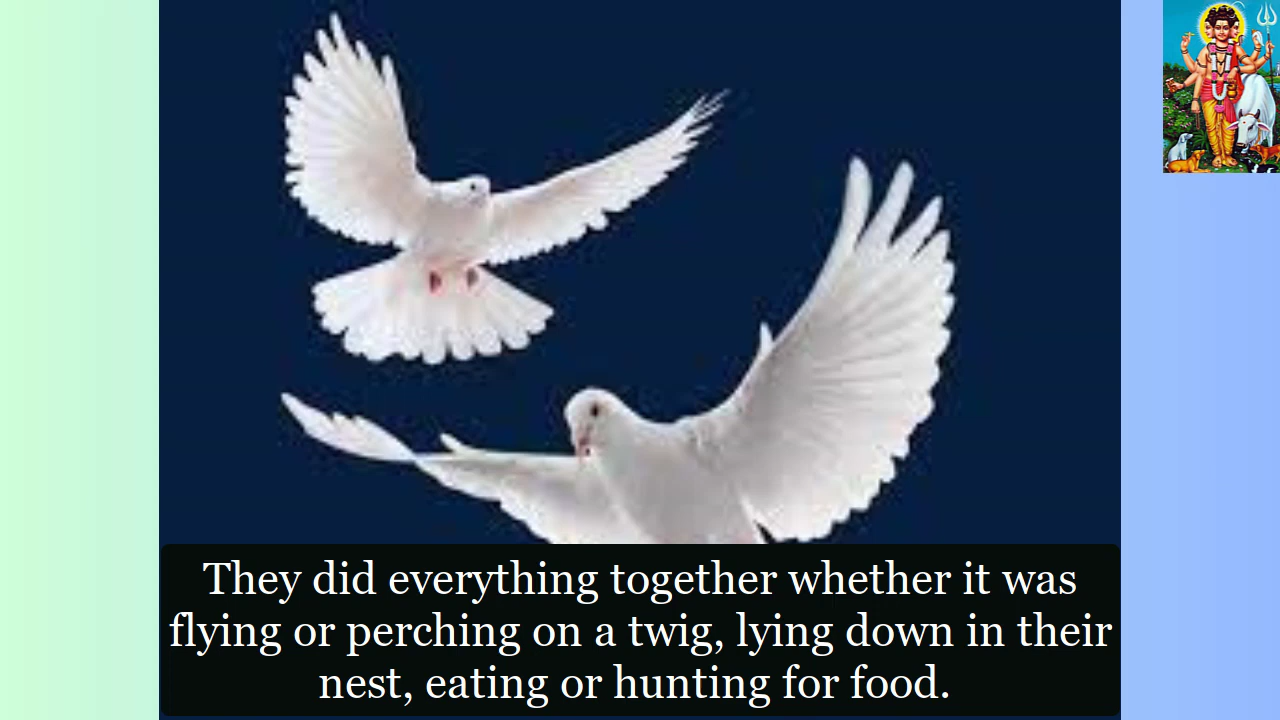 They did everything together whether it was
flying or perching on a twig, lying down in their
nest, eating or hunting for food.